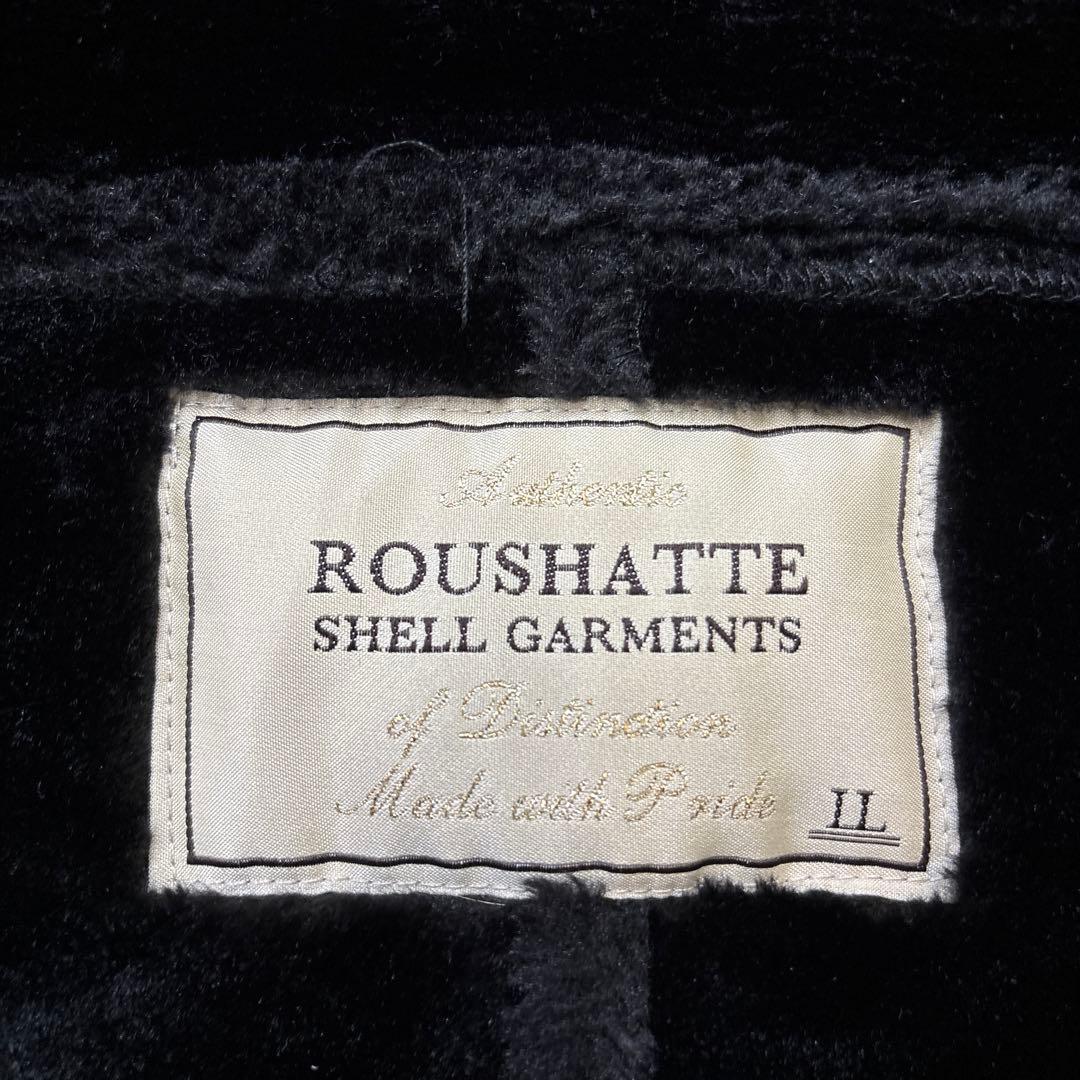 Authentic
ROUSHATTE
SHELL GARMENTS
of Distinction
Made with Pride
LL